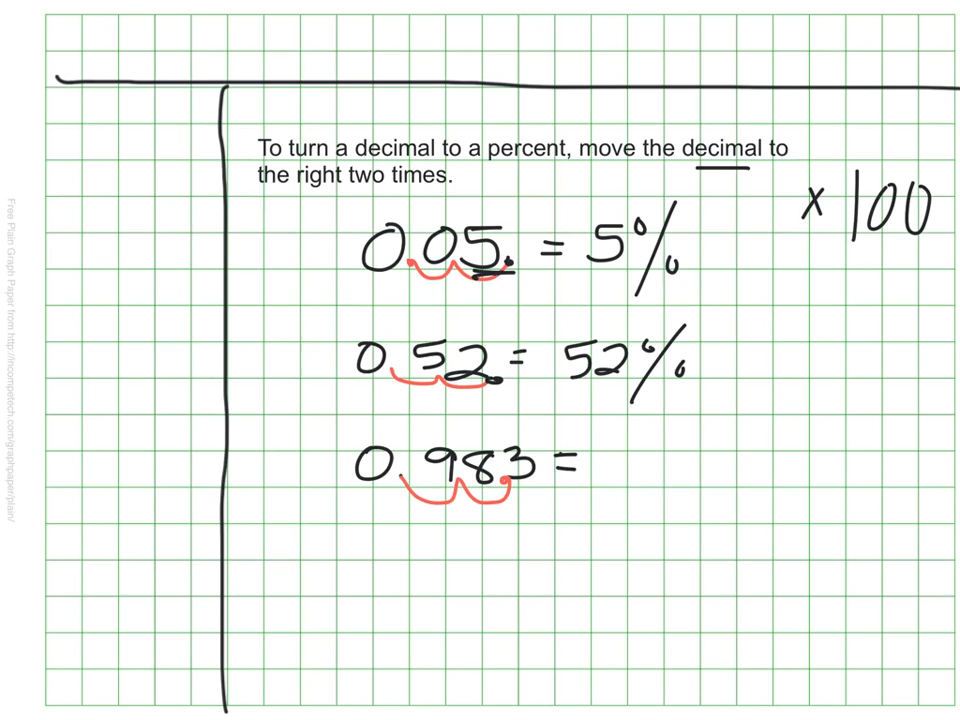 To turn a decimal to a percent, move the decimal to
the right two times.
x 100
0.05. = 5%
0.52. = 52%
0.983 =
Free Plain Graph Paper from http://incompetech.com/graphpaper/plain/